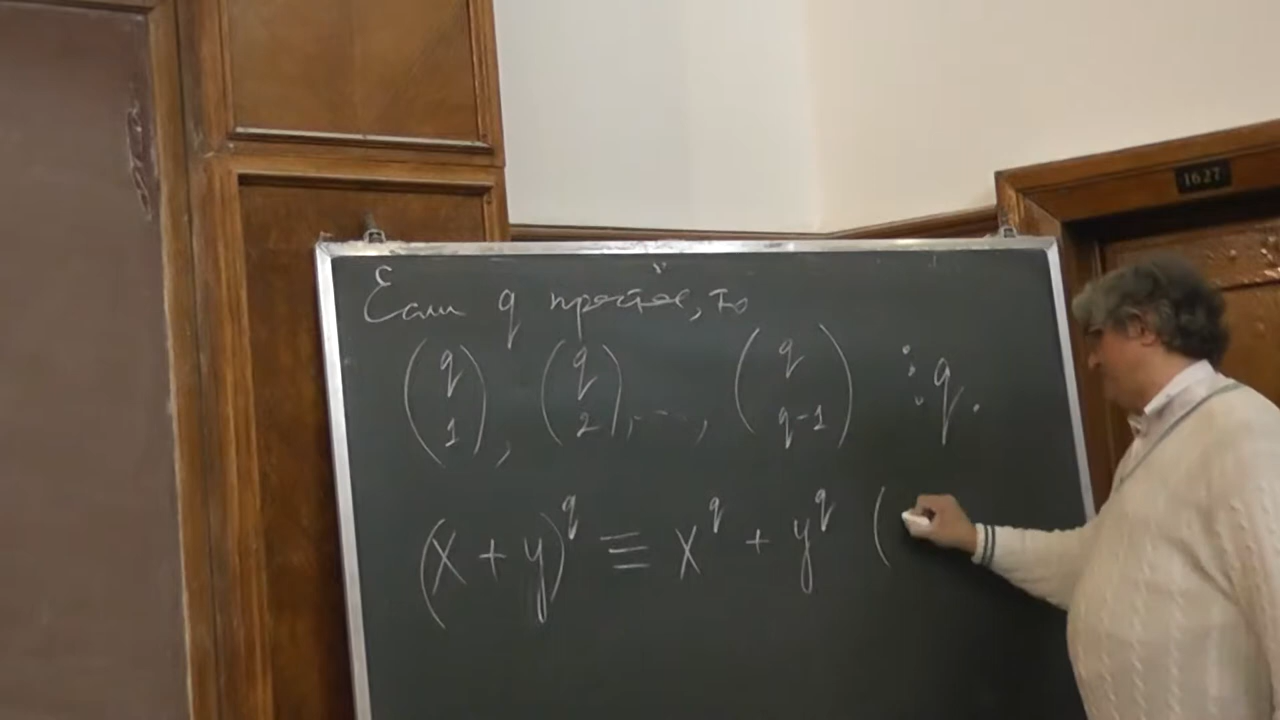 1627
Если q простое, то
(q 1), (q 2), ..., (q q-1) ⋮ q.
(x + y)^q ≡ x^q + y^q (